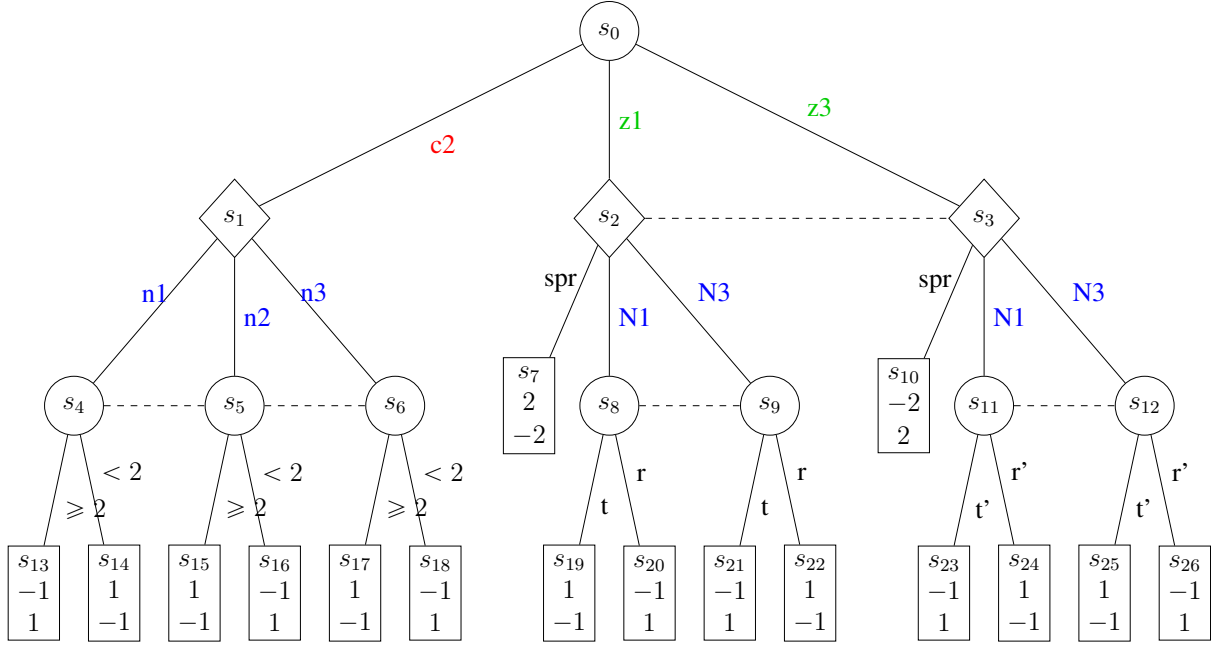 s₀
c2
z1
z3
s₁
s₂
s₃
n1
n2
n3
spr
N1
N3
spr
N1
N3
s₄
s₅
s₆
s₇
2
−2
s₈
s₉
s₁₀
−2
2
s₁₁
s₁₂
⩾ 2
< 2
⩾ 2
< 2
⩾ 2
< 2
t
r
t
r
t'
r'
t'
r'
s₁₃
−1
1
s₁₄
1
−1
s₁₅
1
−1
s₁₆
−1
1
s₁₇
1
−1
s₁₈
−1
1
s₁₉
1
−1
s₂₀
−1
1
s₂₁
−1
1
s₂₂
1
−1
s₂₃
−1
1
s₂₄
1
−1
s₂₅
1
−1
s₂₆
−1
1